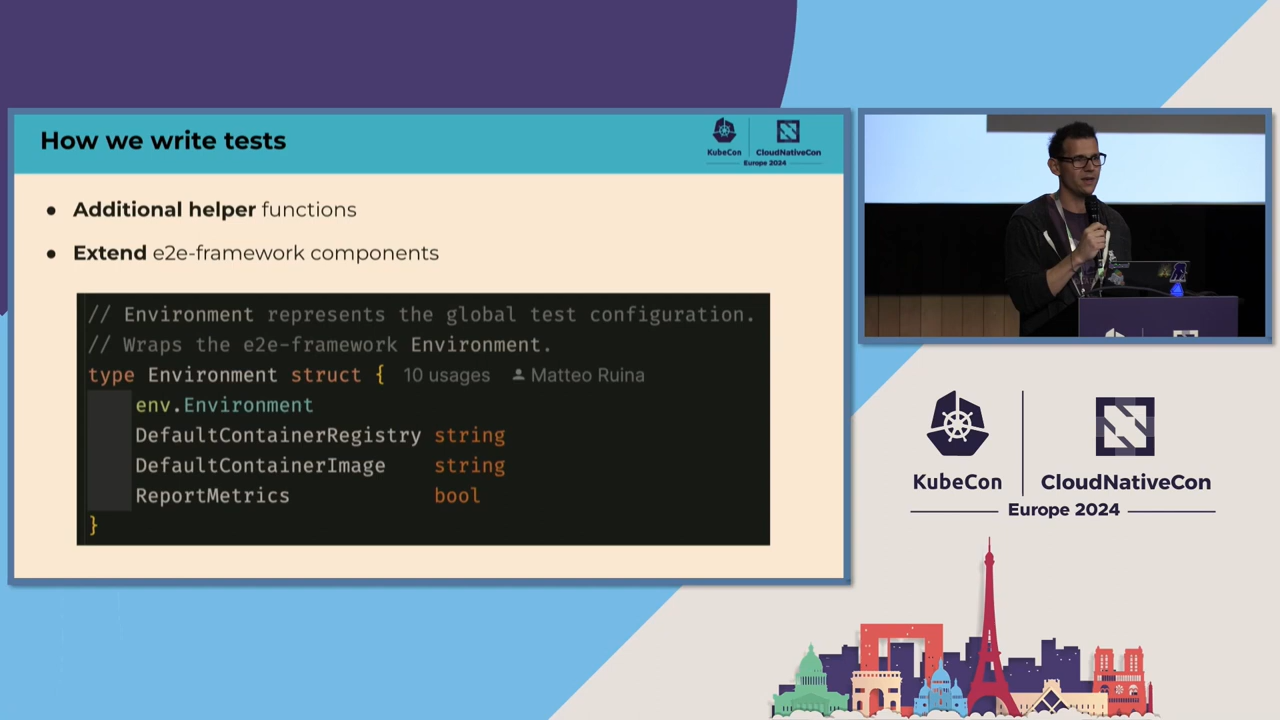 How we write tests
KubeCon
CloudNativeCon
Europe 2024
● Additional helper functions
● Extend e2e-framework components
// Environment represents the global test configuration.
// Wraps the e2e-framework Environment.
type Environment struct { 10 usages Matteo Ruina
env.Environment
DefaultContainerRegistry string
DefaultContainerImage string
ReportMetrics bool
}
KubeCon
CloudNativeCon
Europe 2024